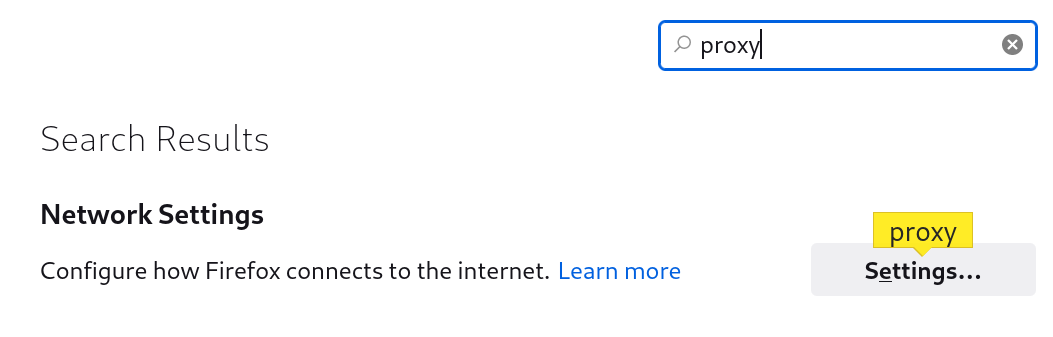 proxy
Search Results
Network Settings
proxy
Configure how Firefox connects to the internet. Learn more
Settings...